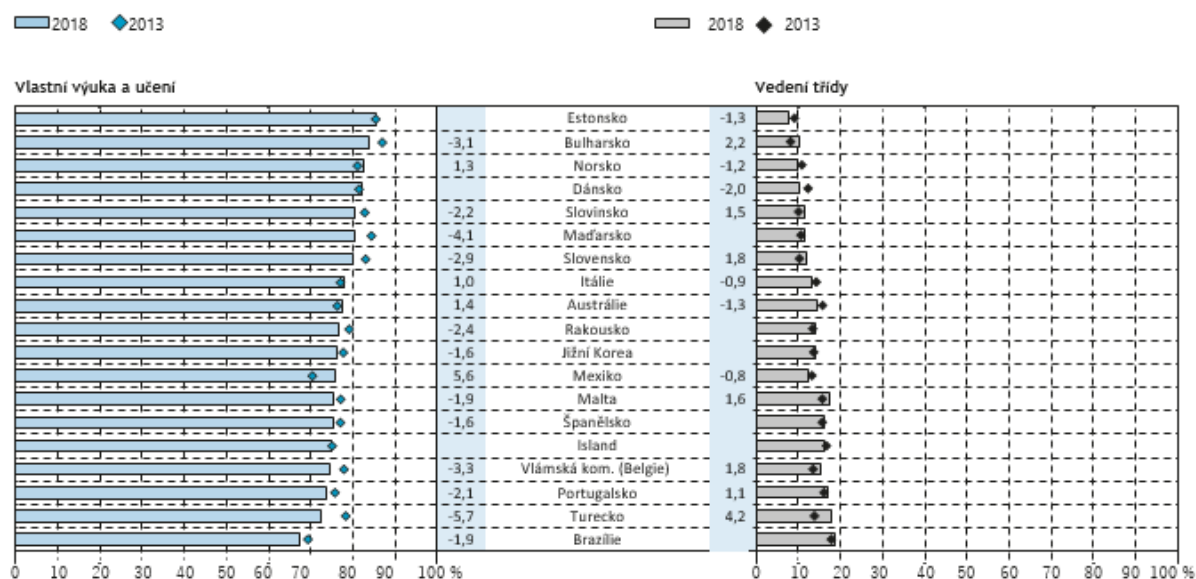 2018 2013 2018 2013
Vlastní výuka a učení Vedení třídy
Estonsko -1,3
-3,1 Bulharsko 2,2
1,3 Norsko -1,2
Dánsko -2,0
-2,2 Slovinsko 1,5
-4,1 Maďarsko
-2,9 Slovensko 1,8
1,0 Itálie -0,9
1,4 Austrálie -1,3
-2,4 Rakousko
-1,6 Jižní Korea
5,6 Mexiko -0,8
-1,9 Malta 1,6
-1,6 Španělsko
Island
-3,3 Vlámská kom. (Belgie) 1,8
-2,1 Portugalsko 1,1
-5,7 Turecko 4,2
-1,9 Brazílie
0 10 20 30 40 50 60 70 80 90 100 % 0 10 20 30 40 50 60 70 80 90 100 %